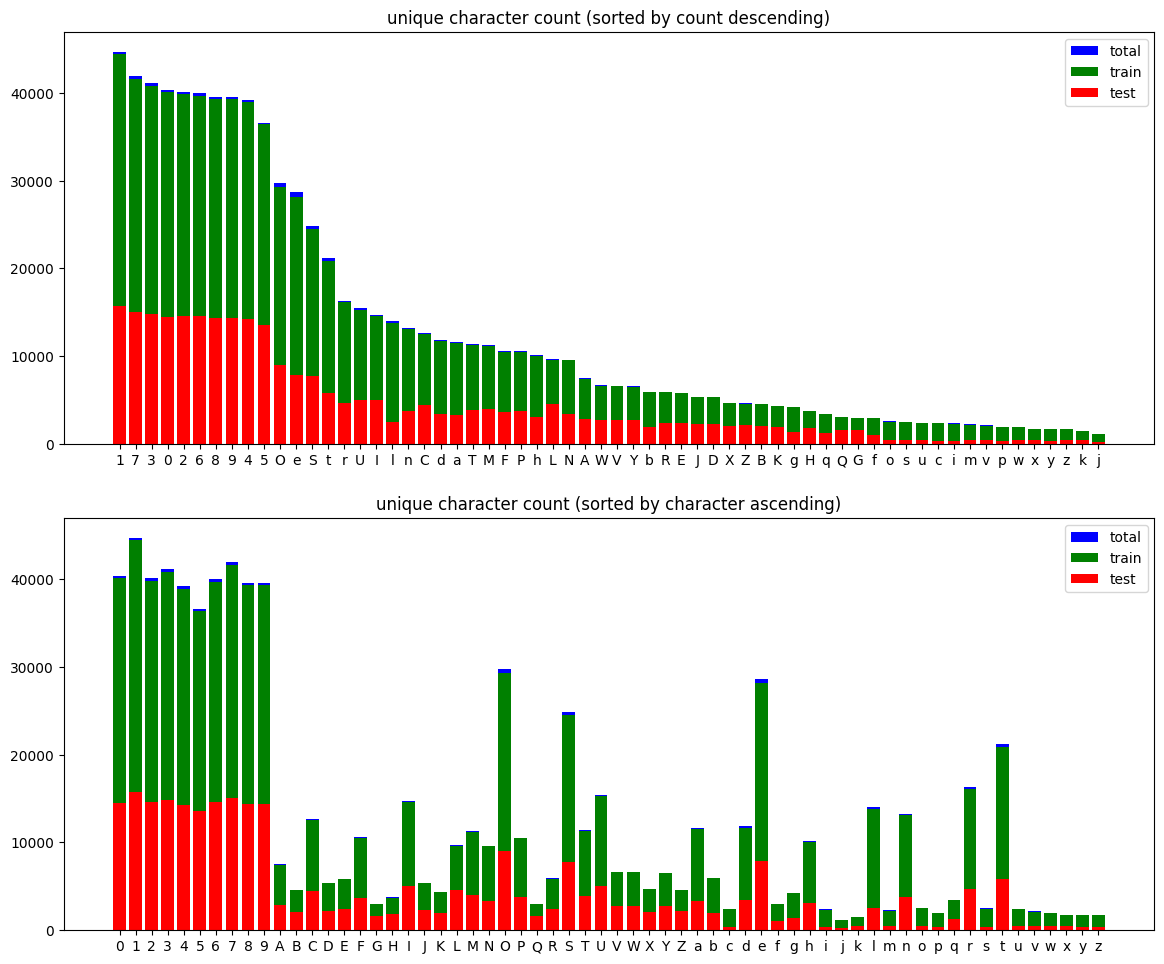 unique character count (sorted by count descending)
total
train
test
40000
30000
20000
10000
0
1 7 3 0 2 6 8 9 4 5 O e S t r U I l n C d a T M F P h L N A W V Y b R E J D X Z B K g H q Q G f o s u c i m v p w x y z k j
unique character count (sorted by character ascending)
total
train
test
40000
30000
20000
10000
0
0 1 2 3 4 5 6 7 8 9 A B C D E F G H I J K L M N O P Q R S T U V W X Y Z a b c d e f g h i j k l m n o p q r s t u v w x y z